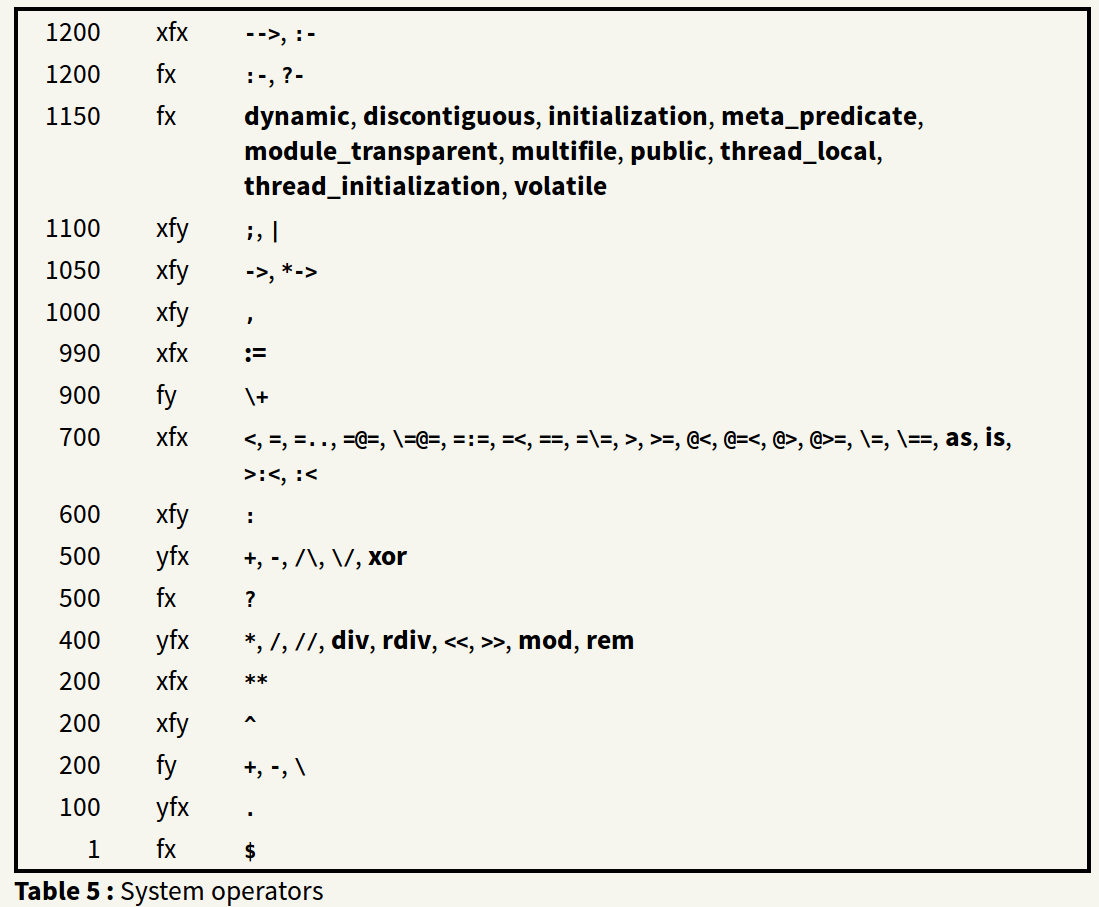 1200 xfx -->, :-
1200 fx :-, ?-
1150 fx dynamic, discontiguous, initialization, meta_predicate,
module_transparent, multifile, public, thread_local,
thread_initialization, volatile
1100 xfy ;, |
1050 xfy ->, *->
1000 xfy ,
990 xfx :=
900 fy \+
700 xfx <, =, =.., =@=, \=@=, =:=, =<, ==, =\=, >, >=, @<, @=<, @>, @>=, \=, \==, as, is,
>:<, :<
600 xfy :
500 yfx +, -, /\, \/, xor
500 fx ?
400 yfx *, /, //, div, rdiv, <<, >>, mod, rem
200 xfx **
200 xfy ^
200 fy +, -, \
100 yfx .
1 fx $
Table 5 : System operators